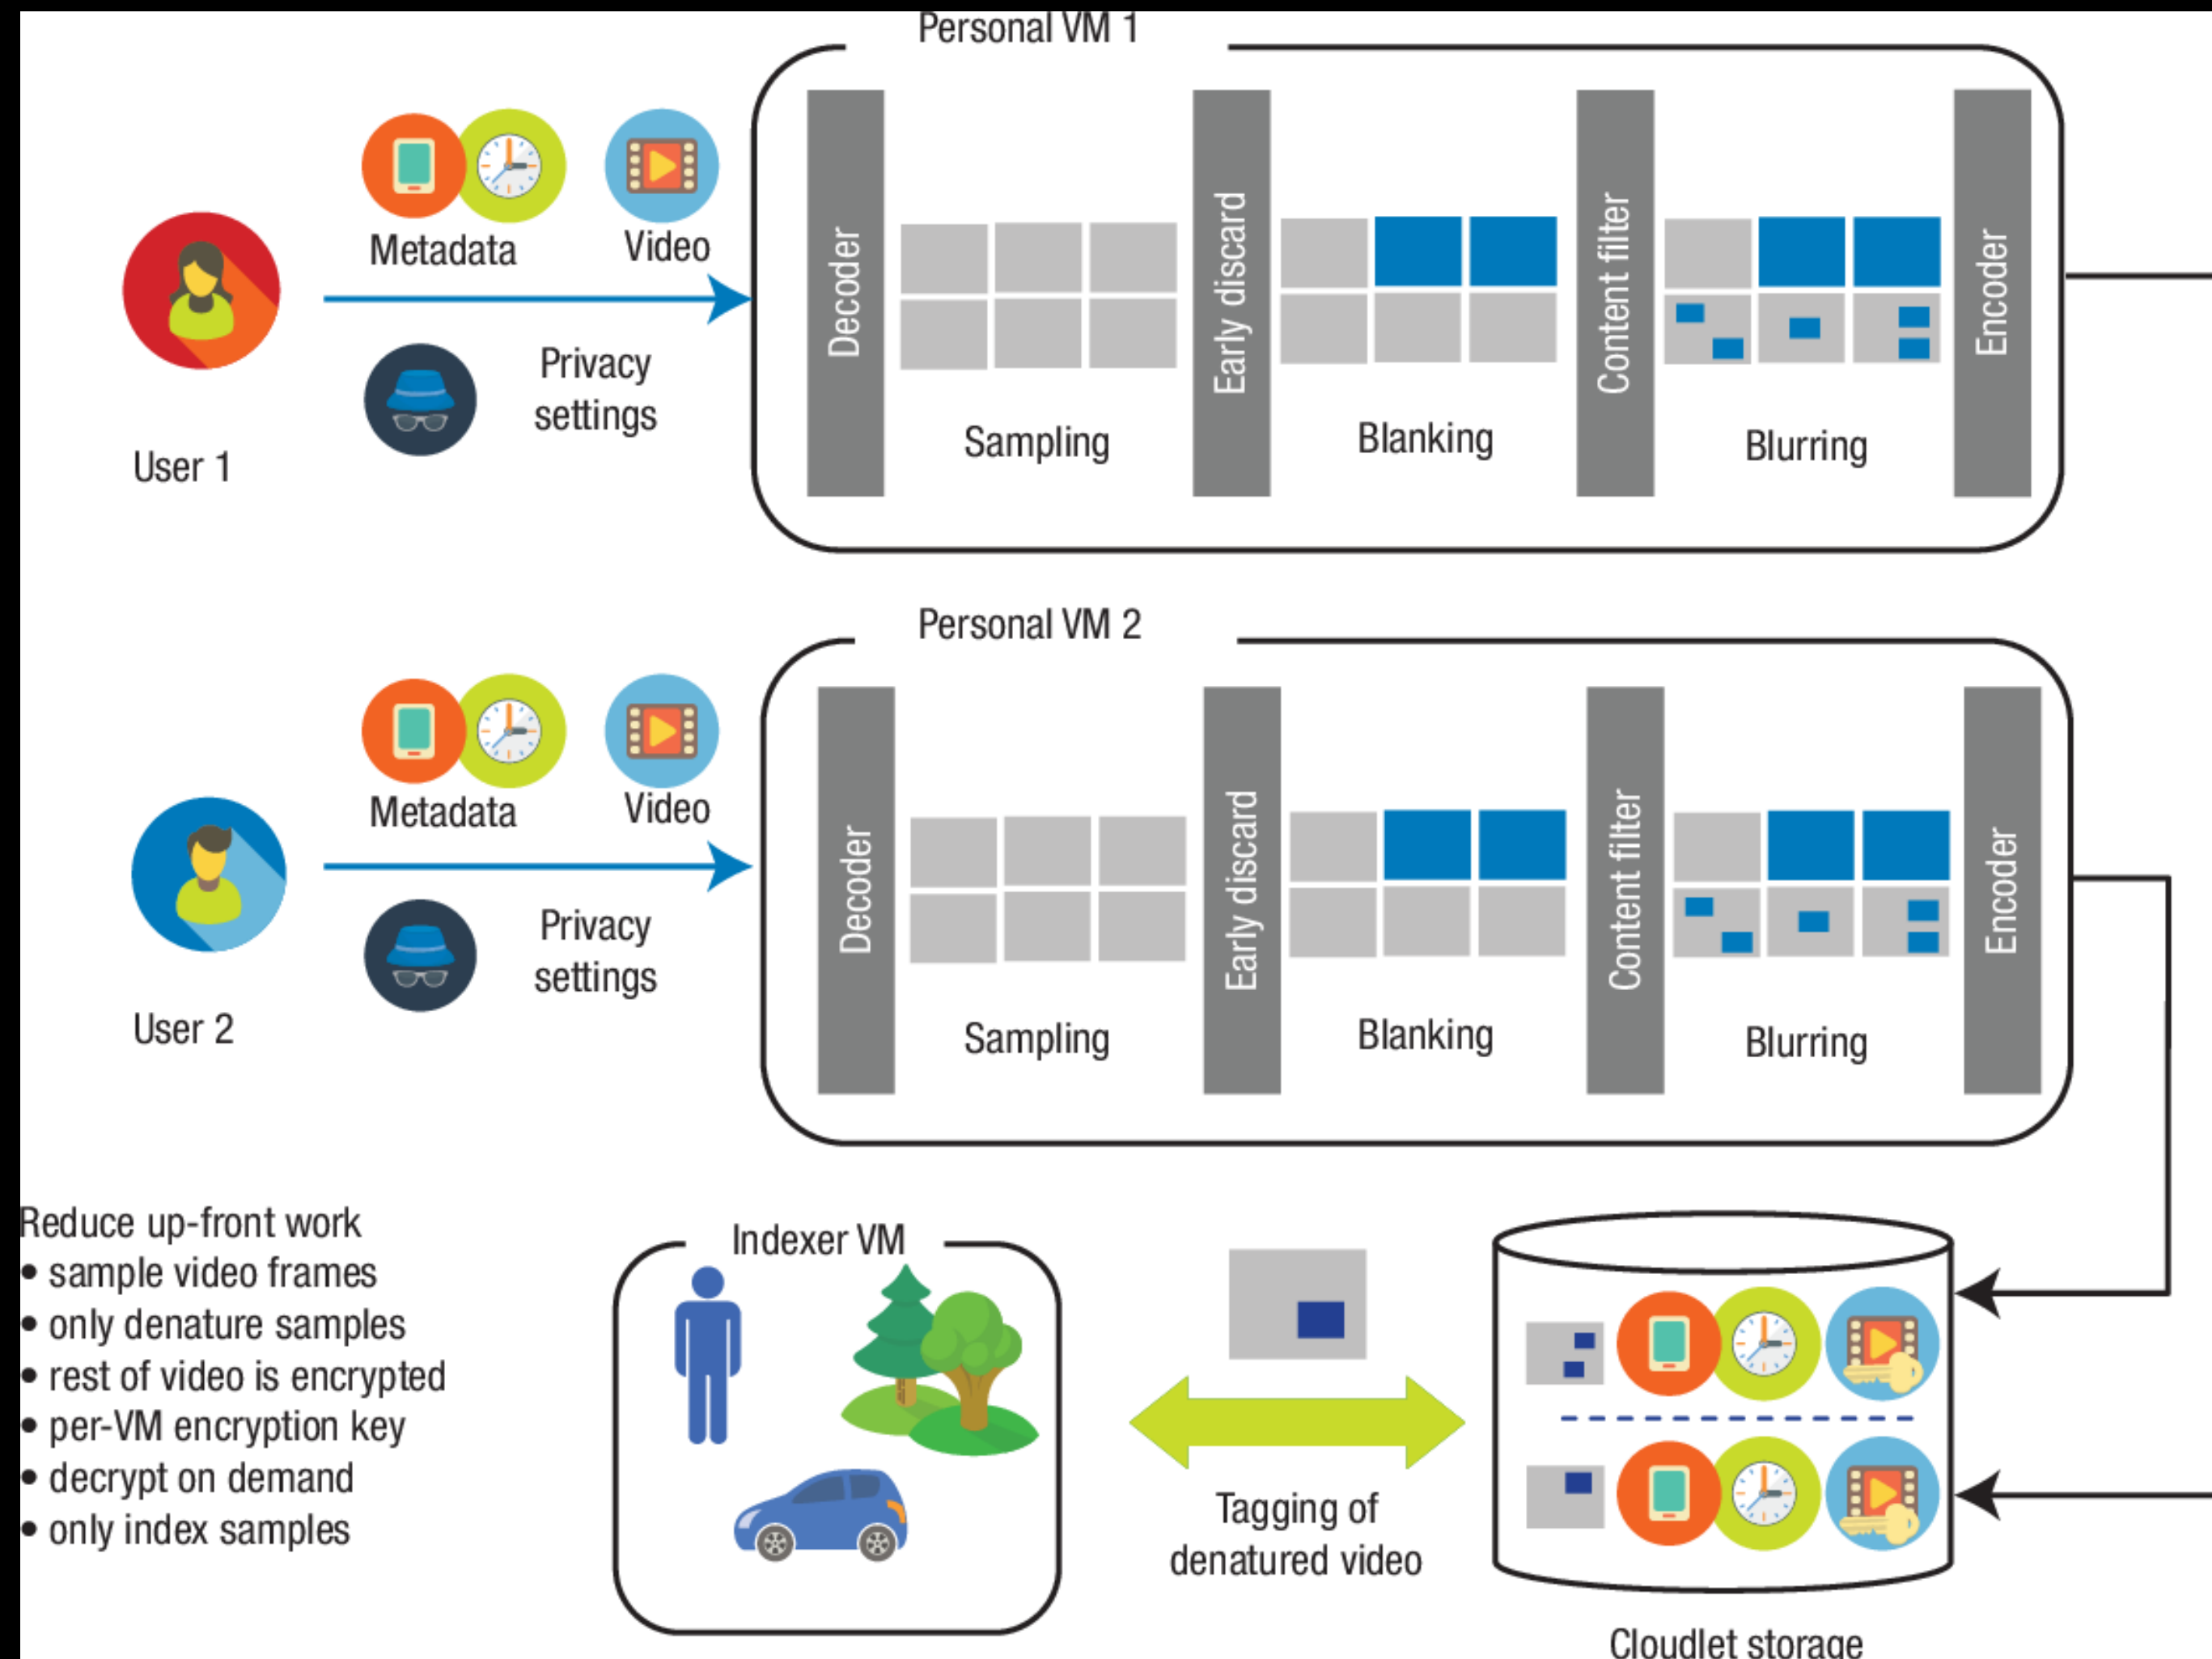 Personal VM 1
Metadata
Video
Privacy
settings
User 1
Decoder
Sampling
Early discard
Blanking
Content filter
Blurring
Encoder
Personal VM 2
Metadata
Video
Privacy
settings
User 2
Decoder
Sampling
Early discard
Blanking
Content filter
Blurring
Encoder
Reduce up-front work
• sample video frames
• only denature samples
• rest of video is encrypted
• per-VM encryption key
• decrypt on demand
• only index samples
Indexer VM
Tagging of
denatured video
Cloudlet storage